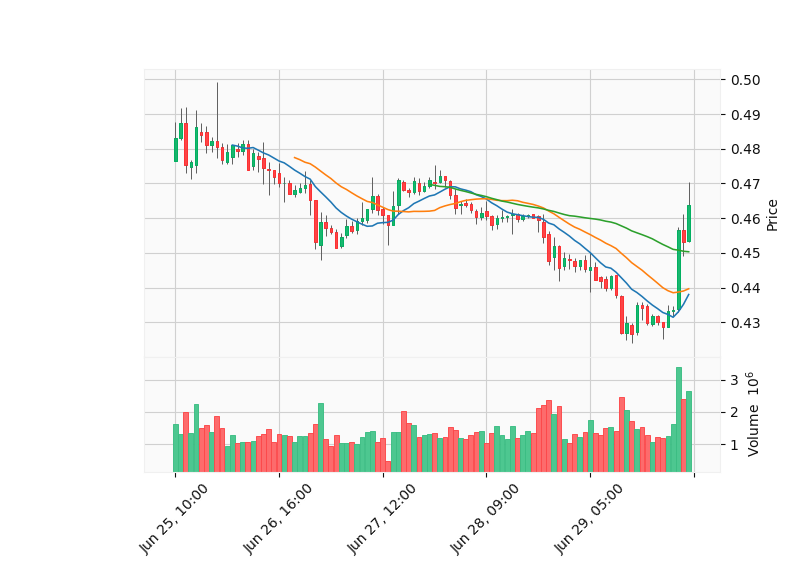 0.50
0.49
0.48
0.47
0.46
0.45
0.44
0.43
Price
3
2
1
Volume 10^6
Jun 25, 10:00
Jun 26, 16:00
Jun 27, 12:00
Jun 28, 09:00
Jun 29, 05:00